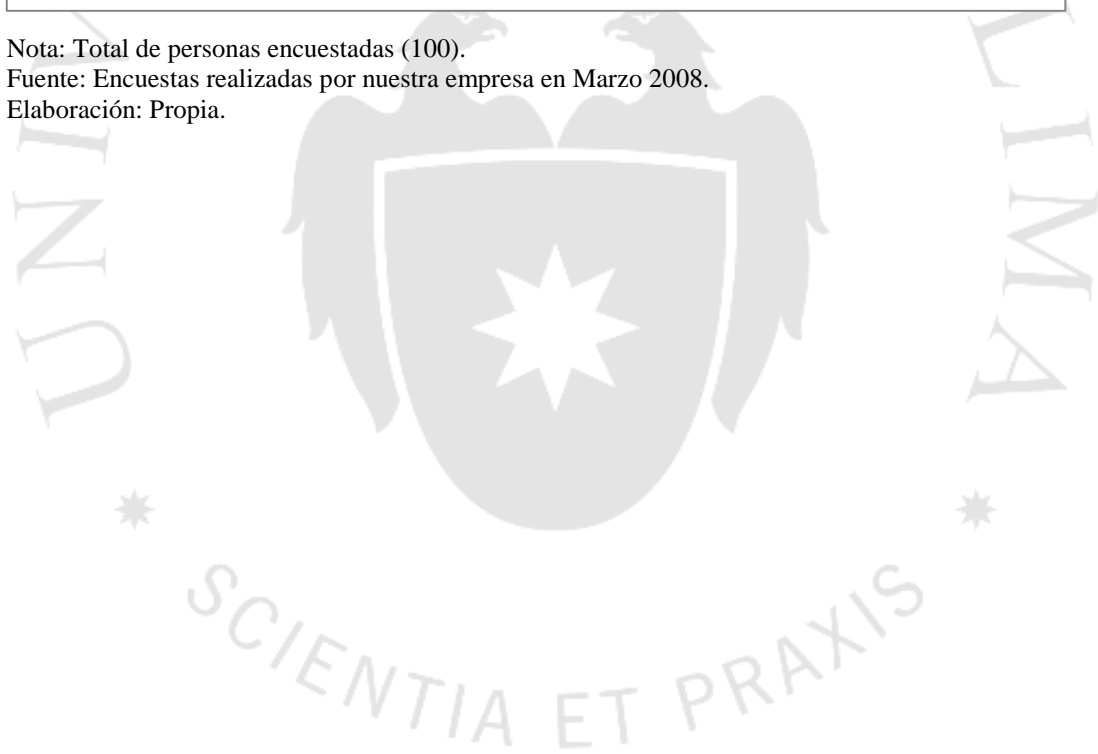 Nota: Total de personas encuestadas (100).
Fuente: Encuestas realizadas por nuestra empresa en Marzo 2008.
Elaboración: Propia.
LIMA
SCIENTIA ET PRAXIS